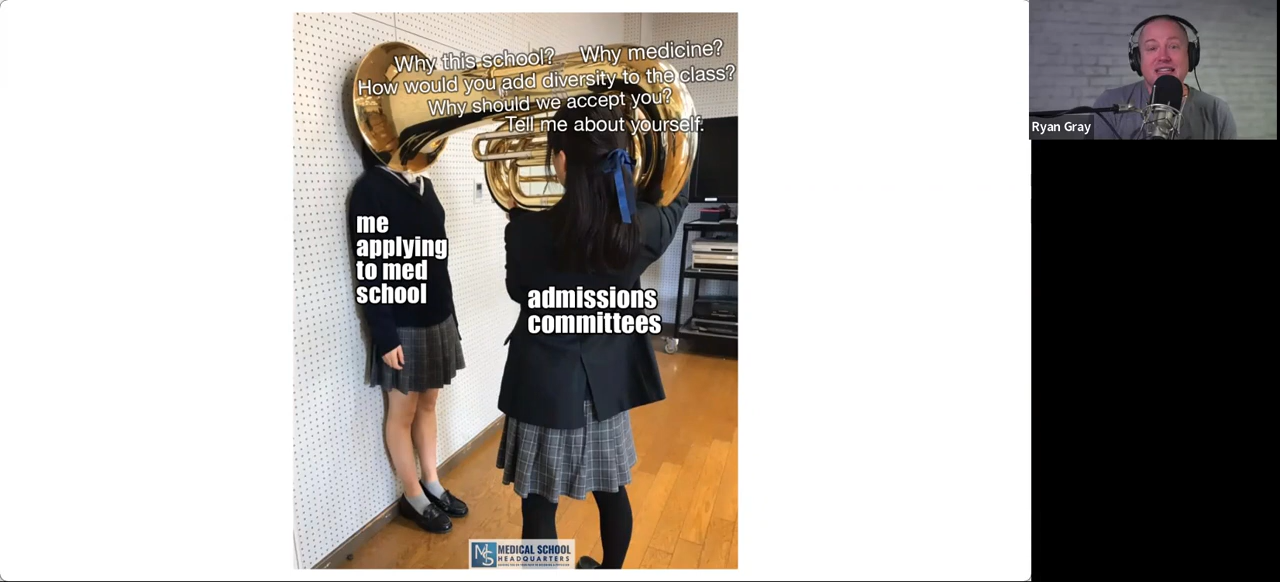 Why this school? Why medicine?
How would you add diversity to the class?
Why should we accept you?
Tell me about yourself.
me
applying
to med
school
admissions
committees
MEDICAL SCHOOL
HEADQUARTERS
Ryan Gray